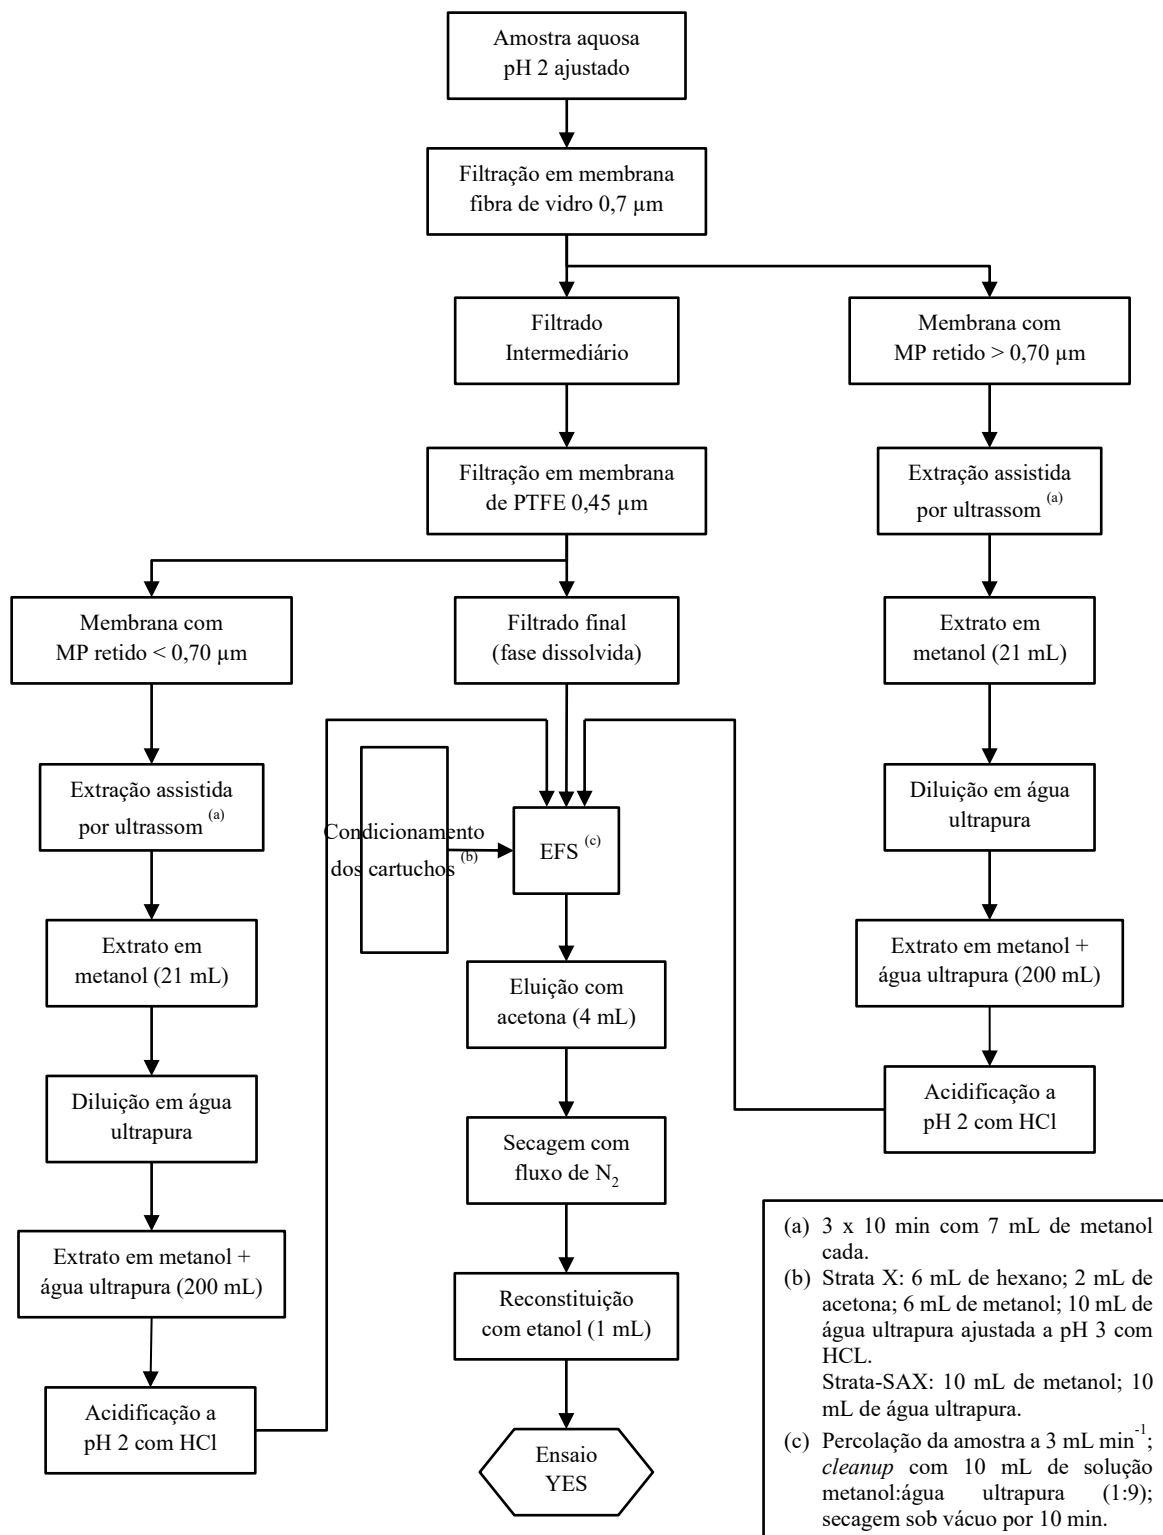 Amostra aquosa
pH 2 ajustado
Filtração em membrana
fibra de vidro 0,7 µm
Filtrado
Intermediário
Membrana com
MP retido > 0,70 µm
Filtração em membrana
de PTFE 0,45 µm
Extração assistida
por ultrassom (a)
Membrana com
MP retido < 0,70 µm
Filtrado final
(fase dissolvida)
Extrato em
metanol (21 mL)
Extração assistida
por ultrassom (a)
Condicionamento
dos cartuchos (b)
EFS (c)
Diluição em água
ultrapura
Extrato em
metanol (21 mL)
Eluição com
acetona (4 mL)
Extrato em metanol +
água ultrapura (200 mL)
Diluição em água
ultrapura
Secagem com
fluxo de N2
Acidificação a
pH 2 com HCl
Extrato em metanol +
água ultrapura (200 mL)
Reconstituição
com etanol (1 mL)
Acidificação a
pH 2 com HCl
Ensaio
YES
(a) 3 x 10 min com 7 mL de metanol
cada.
(b) Strata X: 6 mL de hexano; 2 mL de
acetona; 6 mL de metanol; 10 mL de
água ultrapura ajustada a pH 3 com
HCL.
Strata-SAX: 10 mL de metanol; 10
mL de água ultrapura.
(c) Percolação da amostra a 3 mL min-1;
cleanup com 10 mL de solução
metanol:água ultrapura (1:9);
secagem sob vácuo por 10 min.